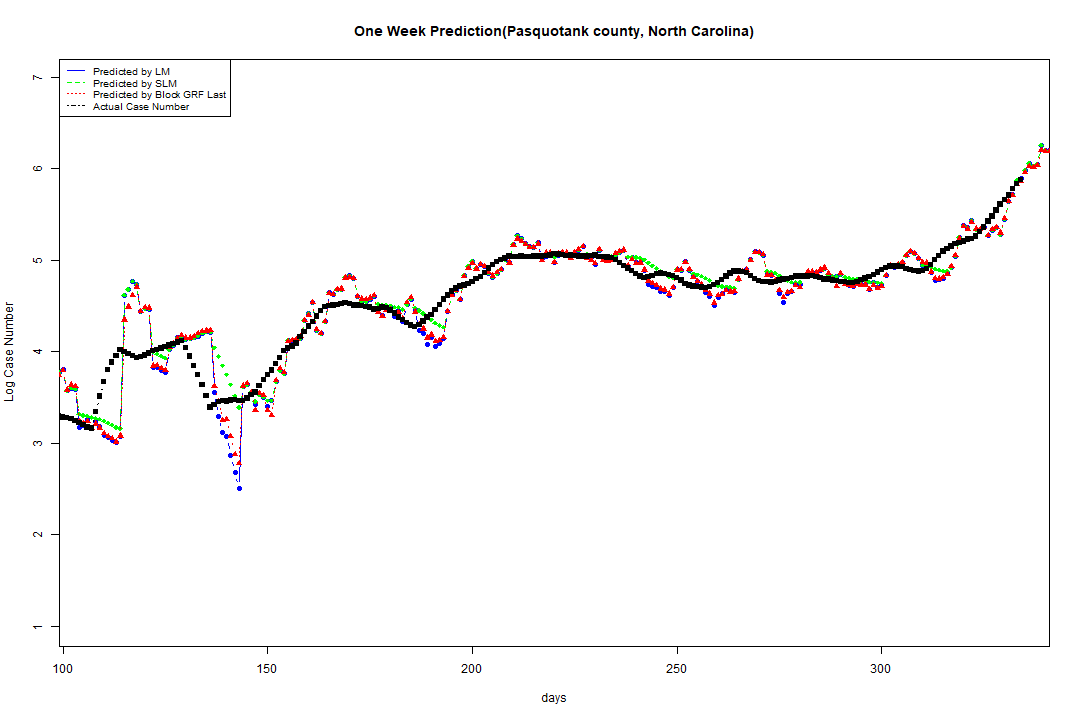 One Week Prediction(Pasquotank county, North Carolina)
Predicted by LM
Predicted by SLM
Predicted by Block GRF Last
Actual Case Number
7
6
5
4
3
2
1
Log Case Number
100 150 200 250 300
days